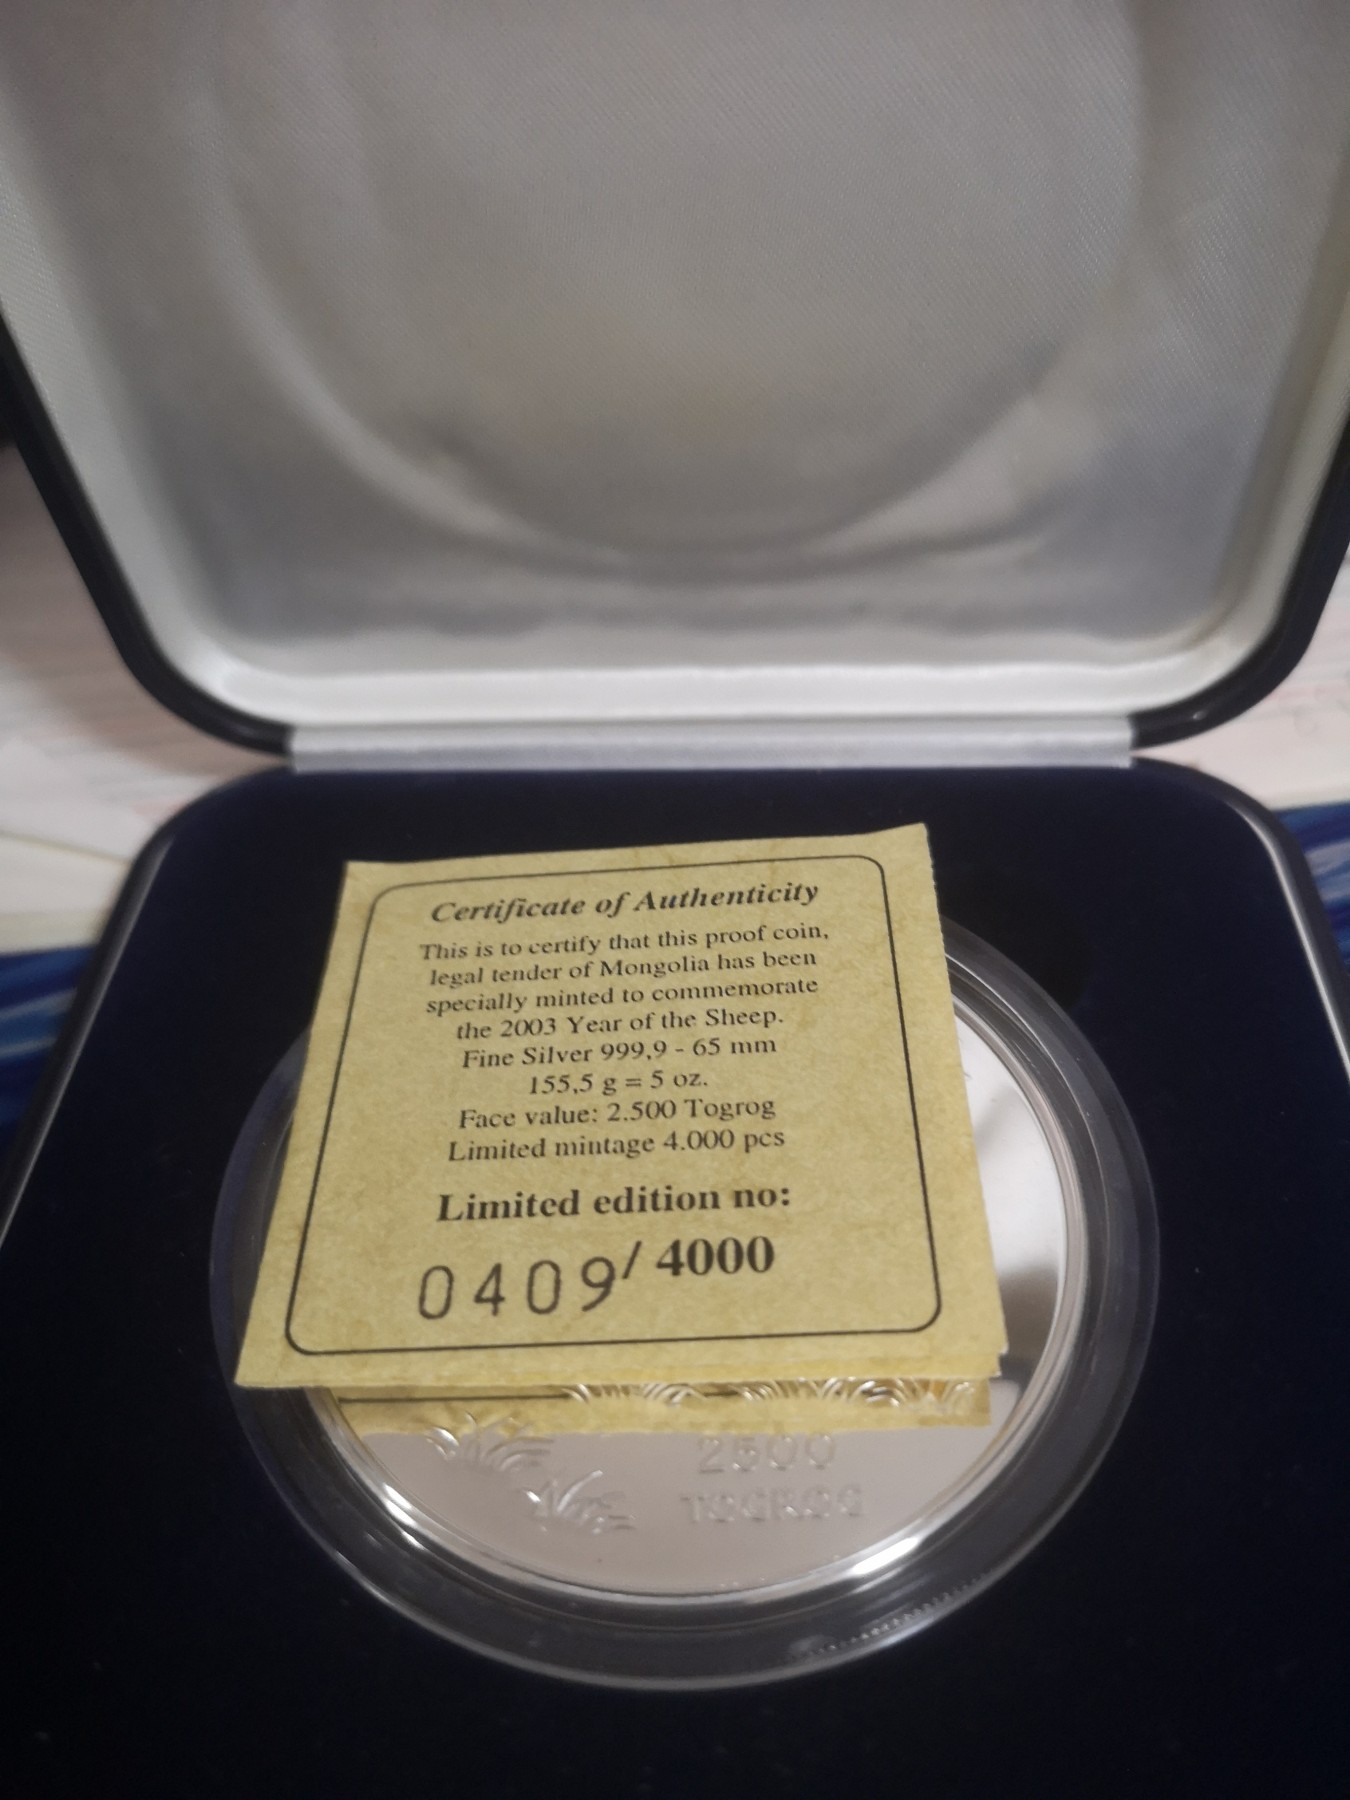 Certificate of Authenticity
This is to certify that this proof coin,
legal tender of Mongolia has been
specially minted to commemorate
the 2003 Year of the Sheep.
Fine Silver 999,9 - 65 mm
155,5 g = 5 oz.
Face value: 2.500 Togrog
Limited mintage 4.000 pcs
Limited edition no:
0409/ 4000
2500
TOGROG